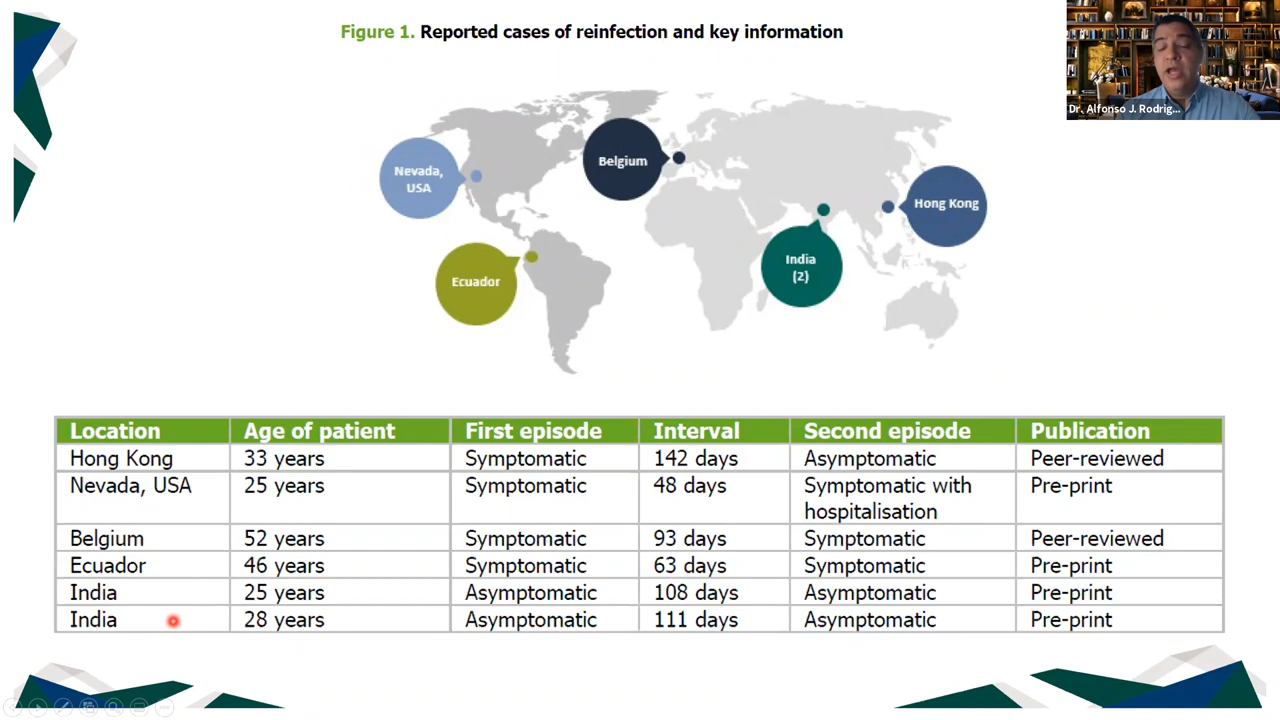 Figure 1. Reported cases of reinfection and key information
Dr. Alfonso J. Rodrig...
Nevada,
USA
Belgium
Hong Kong
Ecuador
India
(2)
Location Age of patient First episode Interval Second episode Publication
Hong Kong 33 years Symptomatic 142 days Asymptomatic Peer-reviewed
Nevada, USA 25 years Symptomatic 48 days Symptomatic with Pre-print
hospitalisation
Belgium 52 years Symptomatic 93 days Symptomatic Peer-reviewed
Ecuador 46 years Symptomatic 63 days Symptomatic Pre-print
India 25 years Asymptomatic 108 days Asymptomatic Pre-print
India 28 years Asymptomatic 111 days Asymptomatic Pre-print